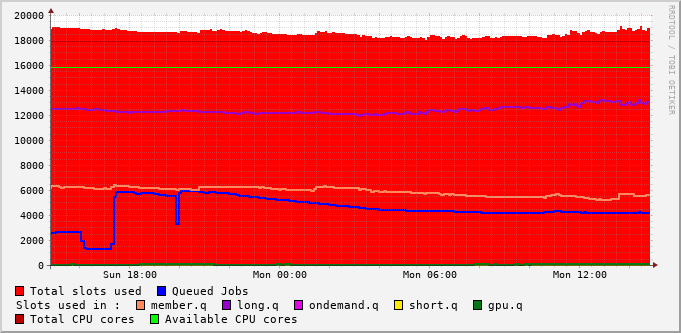 RRDTOOL / TOBI OETIKER
20000
18000
16000
14000
12000
10000
8000
6000
4000
2000
0
Sun 18:00 Mon 00:00 Mon 06:00 Mon 12:00
Total slots used Queued Jobs
Slots used in : member.q long.q ondemand.q short.q gpu.q
Total CPU cores Available CPU cores